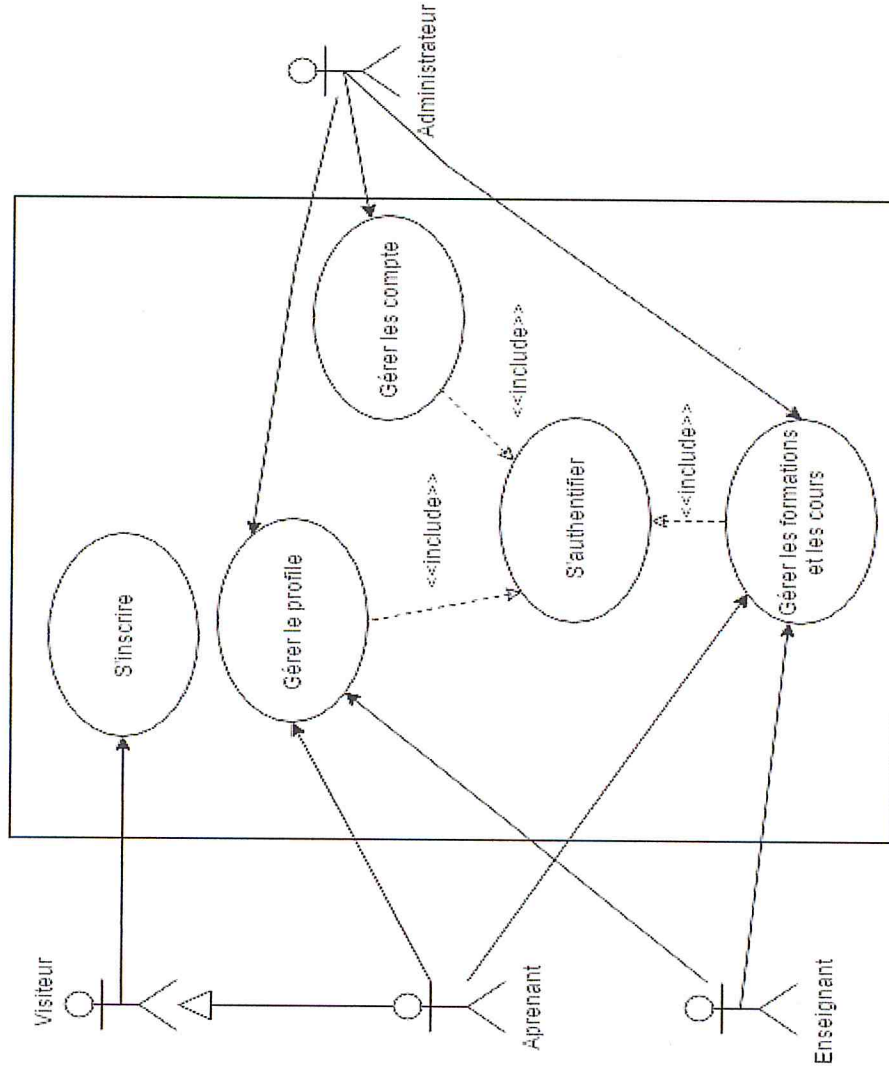 Visiteur
S'inscrire
Gérer le profile
Aprenant
Administrateur
Gérer les compte
<<include>>
<<include>>
S'authentifier
<<include>>
Gérer les formations
et les cours
Enseignant